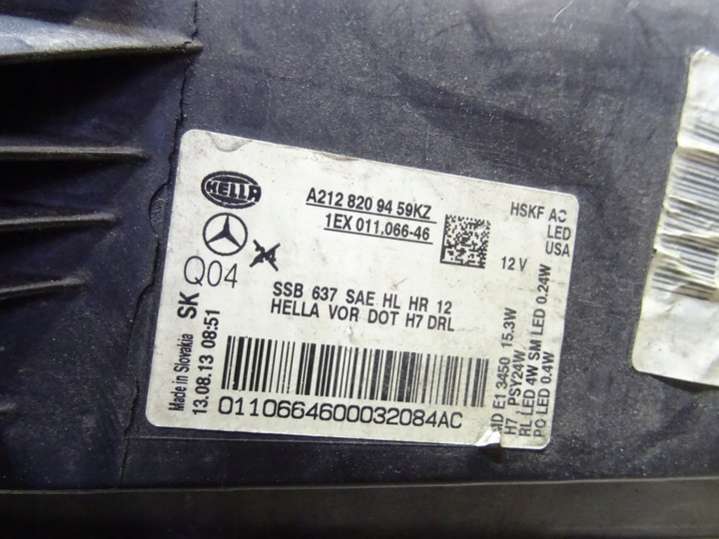 HELLA
A212 820 94 59KZ
1EX 011.066-46
HSKF AC
LED
USA
12 V
Q04
SK
Made in Slovakia
13.08.13 08:51
SSB 637 SAE HL HR 12
HELLA VOR DOT H7 DRL
0110664600032084AC
E1 3450 15.3W
H7 PSY24W
RL LED 4W SM LED 0.24W
PO LED 0.4W